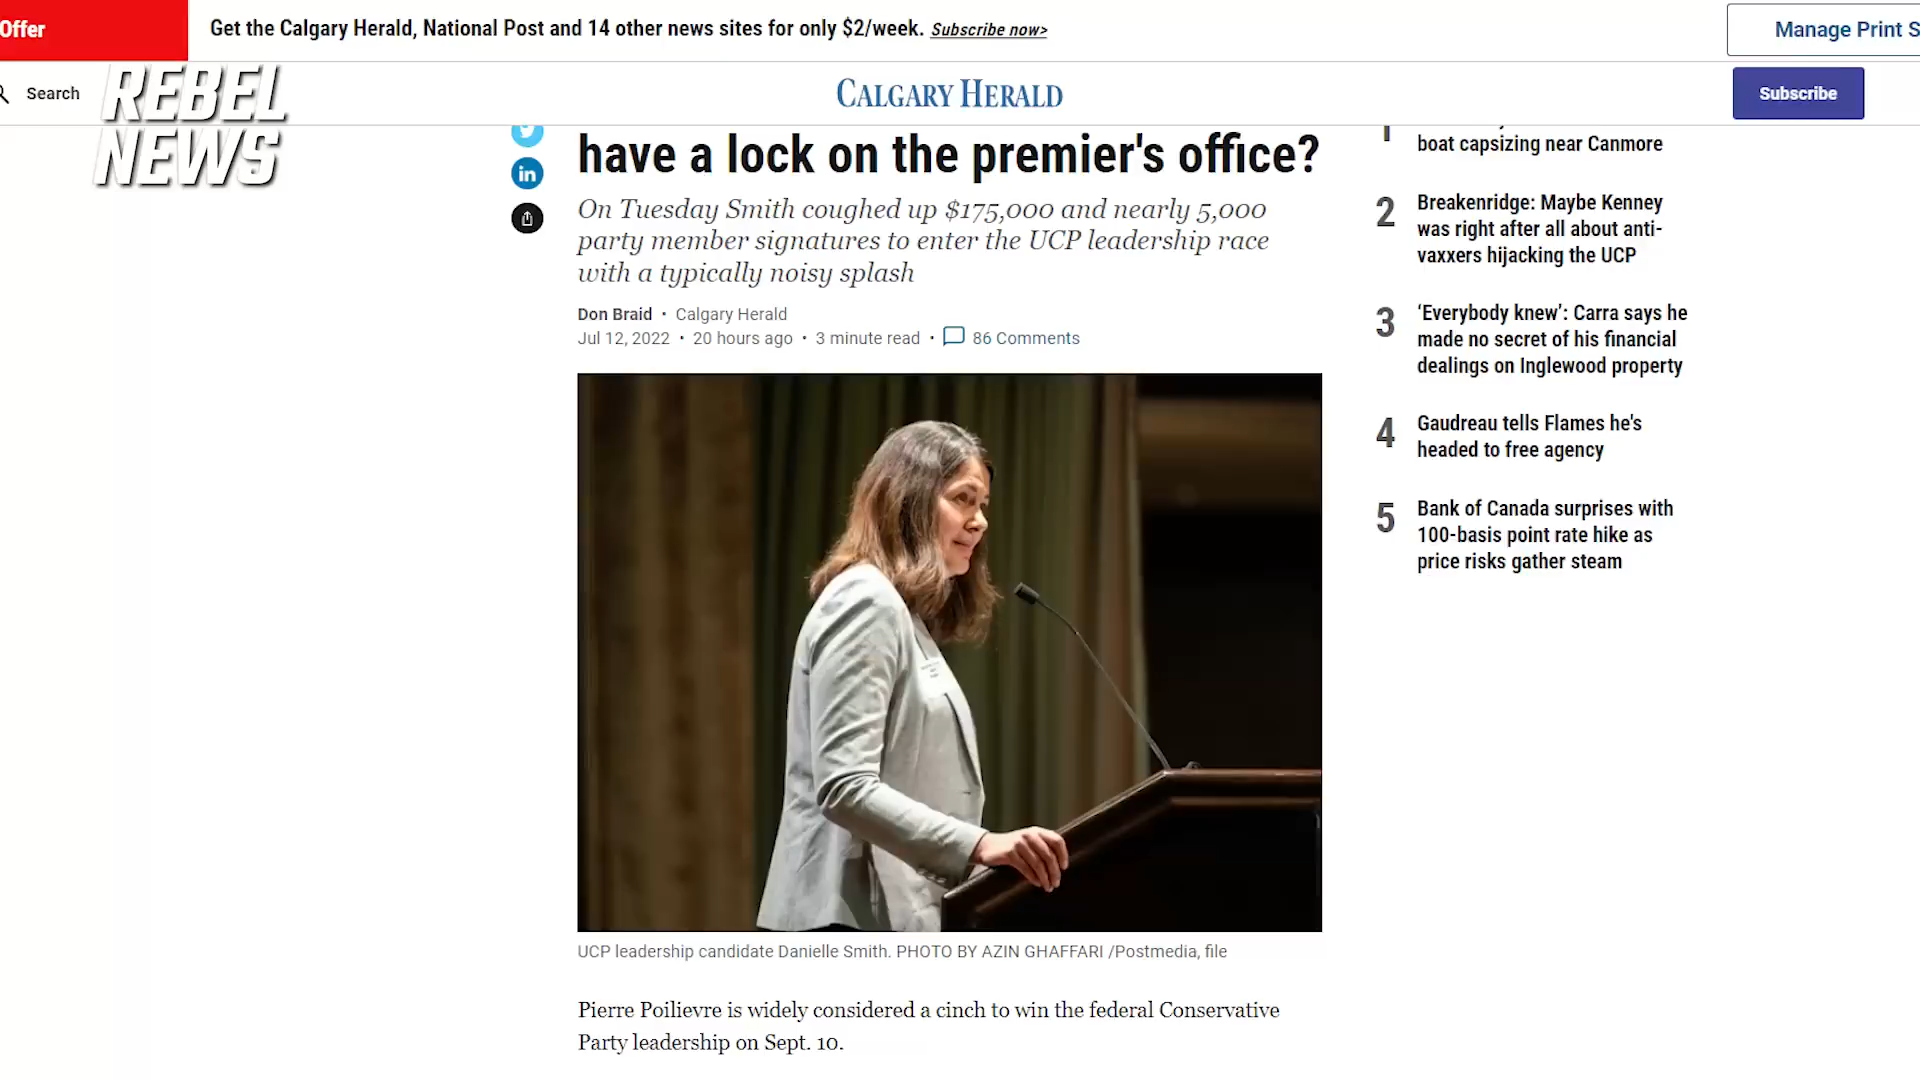 Offer
Get the Calgary Herald, National Post and 14 other news sites for only $2/week. Subscribe now>
Manage Print S
Search
REBEL
NEWS
CALGARY HERALD
Subscribe
have a lock on the premier's office?
On Tuesday Smith coughed up $175,000 and nearly 5,000
party member signatures to enter the UCP leadership race
with a typically noisy splash
Don Braid • Calgary Herald
Jul 12, 2022 • 20 hours ago • 3 minute read • 86 Comments
UCP leadership candidate Danielle Smith. PHOTO BY AZIN GHAFFARI /Postmedia, file
Pierre Poilievre is widely considered a cinch to win the federal Conservative
Party leadership on Sept. 10.
1
boat capsizing near Canmore
2
Breakenridge: Maybe Kenney
was right after all about anti-
vaxxers hijacking the UCP
3
‘Everybody knew’: Carra says he
made no secret of his financial
dealings on Inglewood property
4
Gaudreau tells Flames he's
headed to free agency
5
Bank of Canada surprises with
100-basis point rate hike as
price risks gather steam